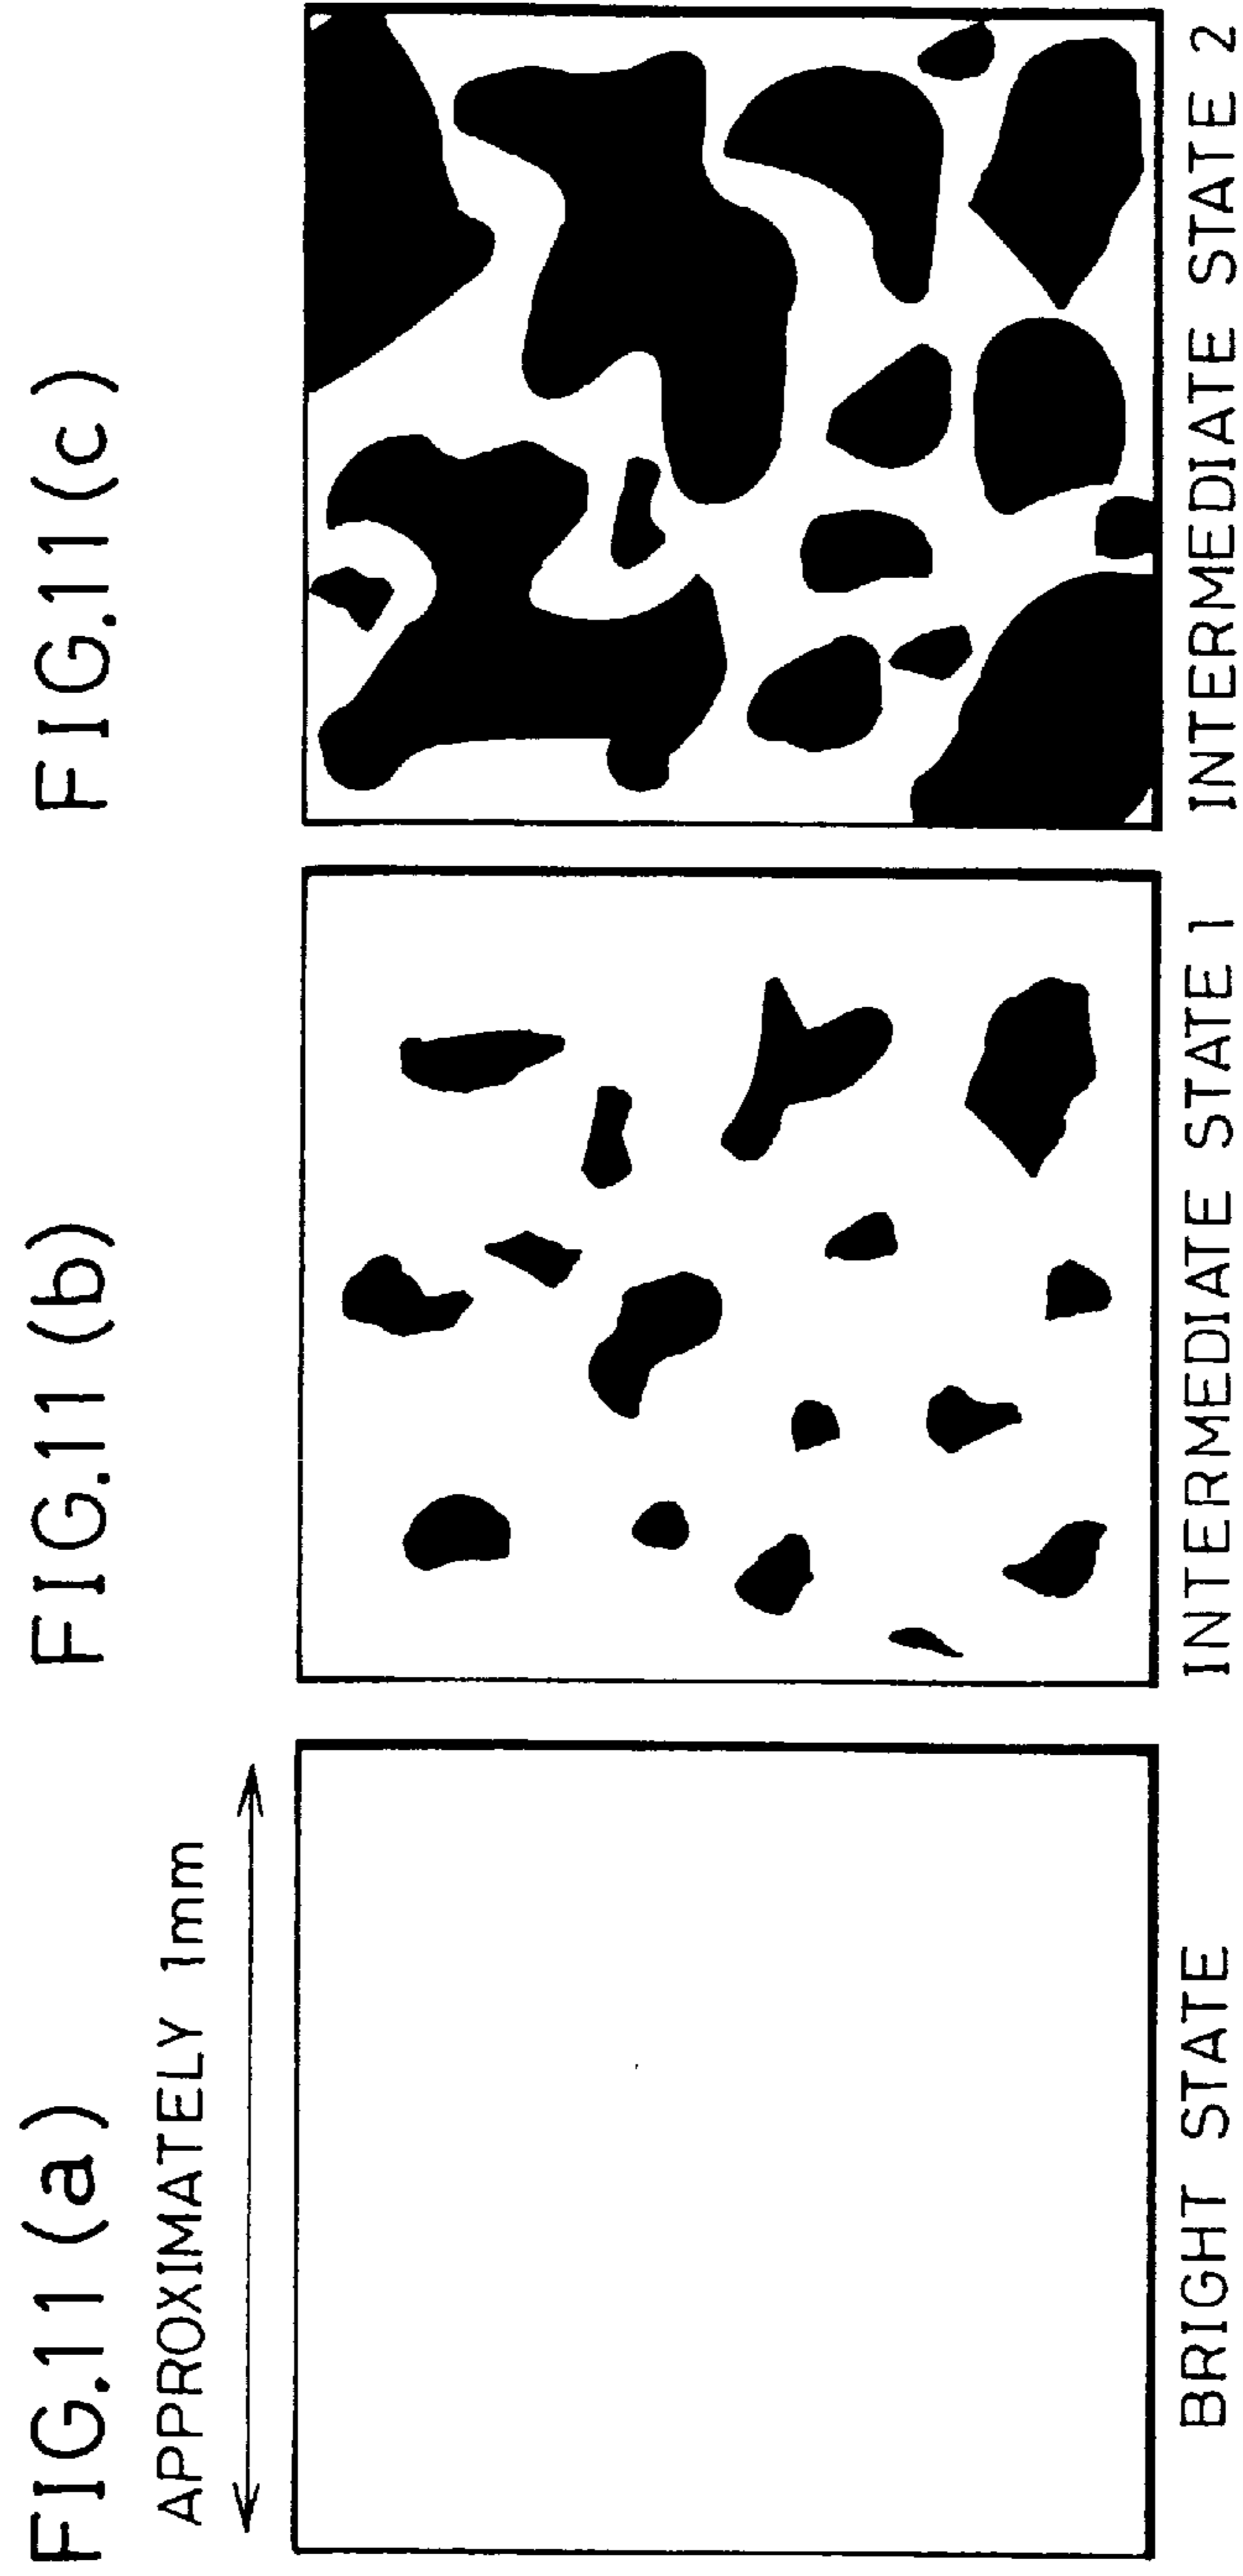 FIG.11 (a)
APPROXIMATELY 1mm
BRIGHT STATE
FIG.11 (b)
INTERMEDIATE STATE 1
FIG.11 (c)
INTERMEDIATE STATE 2